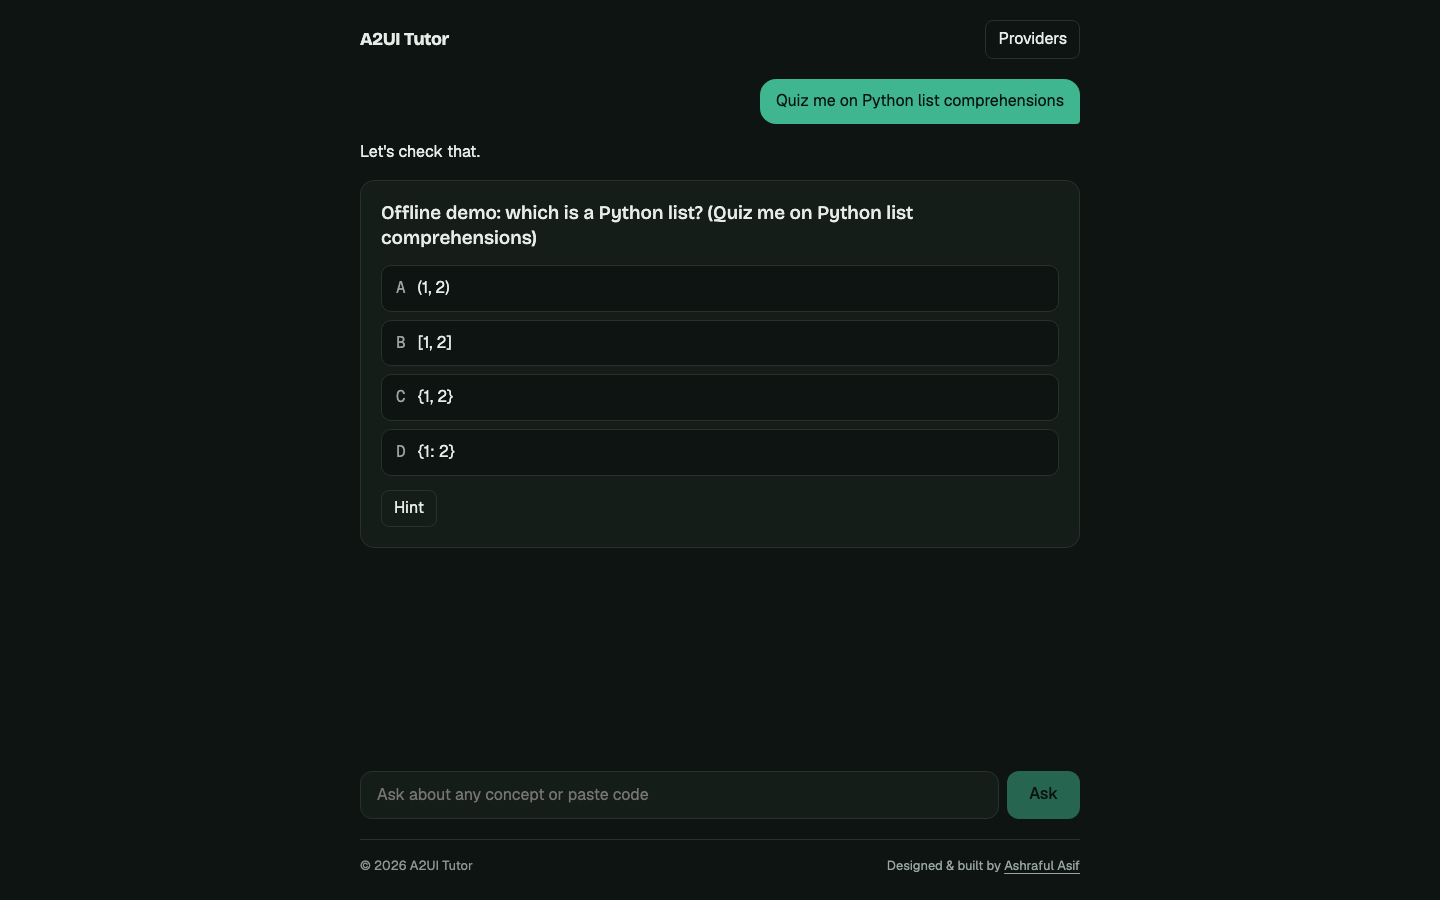 A2UI Tutor
Providers
Quiz me on Python list comprehensions
Let's check that.
Offline demo: which is a Python list? (Quiz me on Python list
comprehensions)
A (1, 2)
B [1, 2]
C {1, 2}
D {1: 2}
Hint
Ask about any concept or paste code
Ask
© 2026 A2UI Tutor
Designed & built by Ashraful Asif